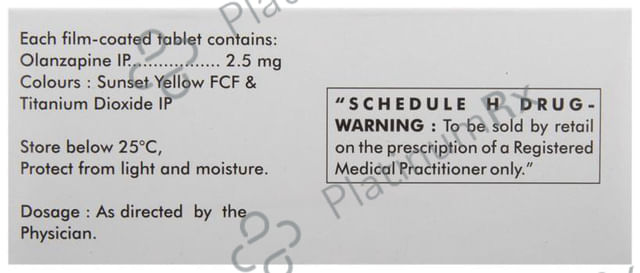 Each film-coated tablet contains:
Olanzapine IP.................. 2.5 mg
Colours : Sunset Yellow FCF &
Titanium Dioxide IP
Store below 25°C,
Protect from light and moisture.
Dosage : As directed by the
Physician.
"SCHEDULE H DRUG-
WARNING : To be sold by retail
on the prescription of a Registered
Medical Practitioner only."
PlatinumRx